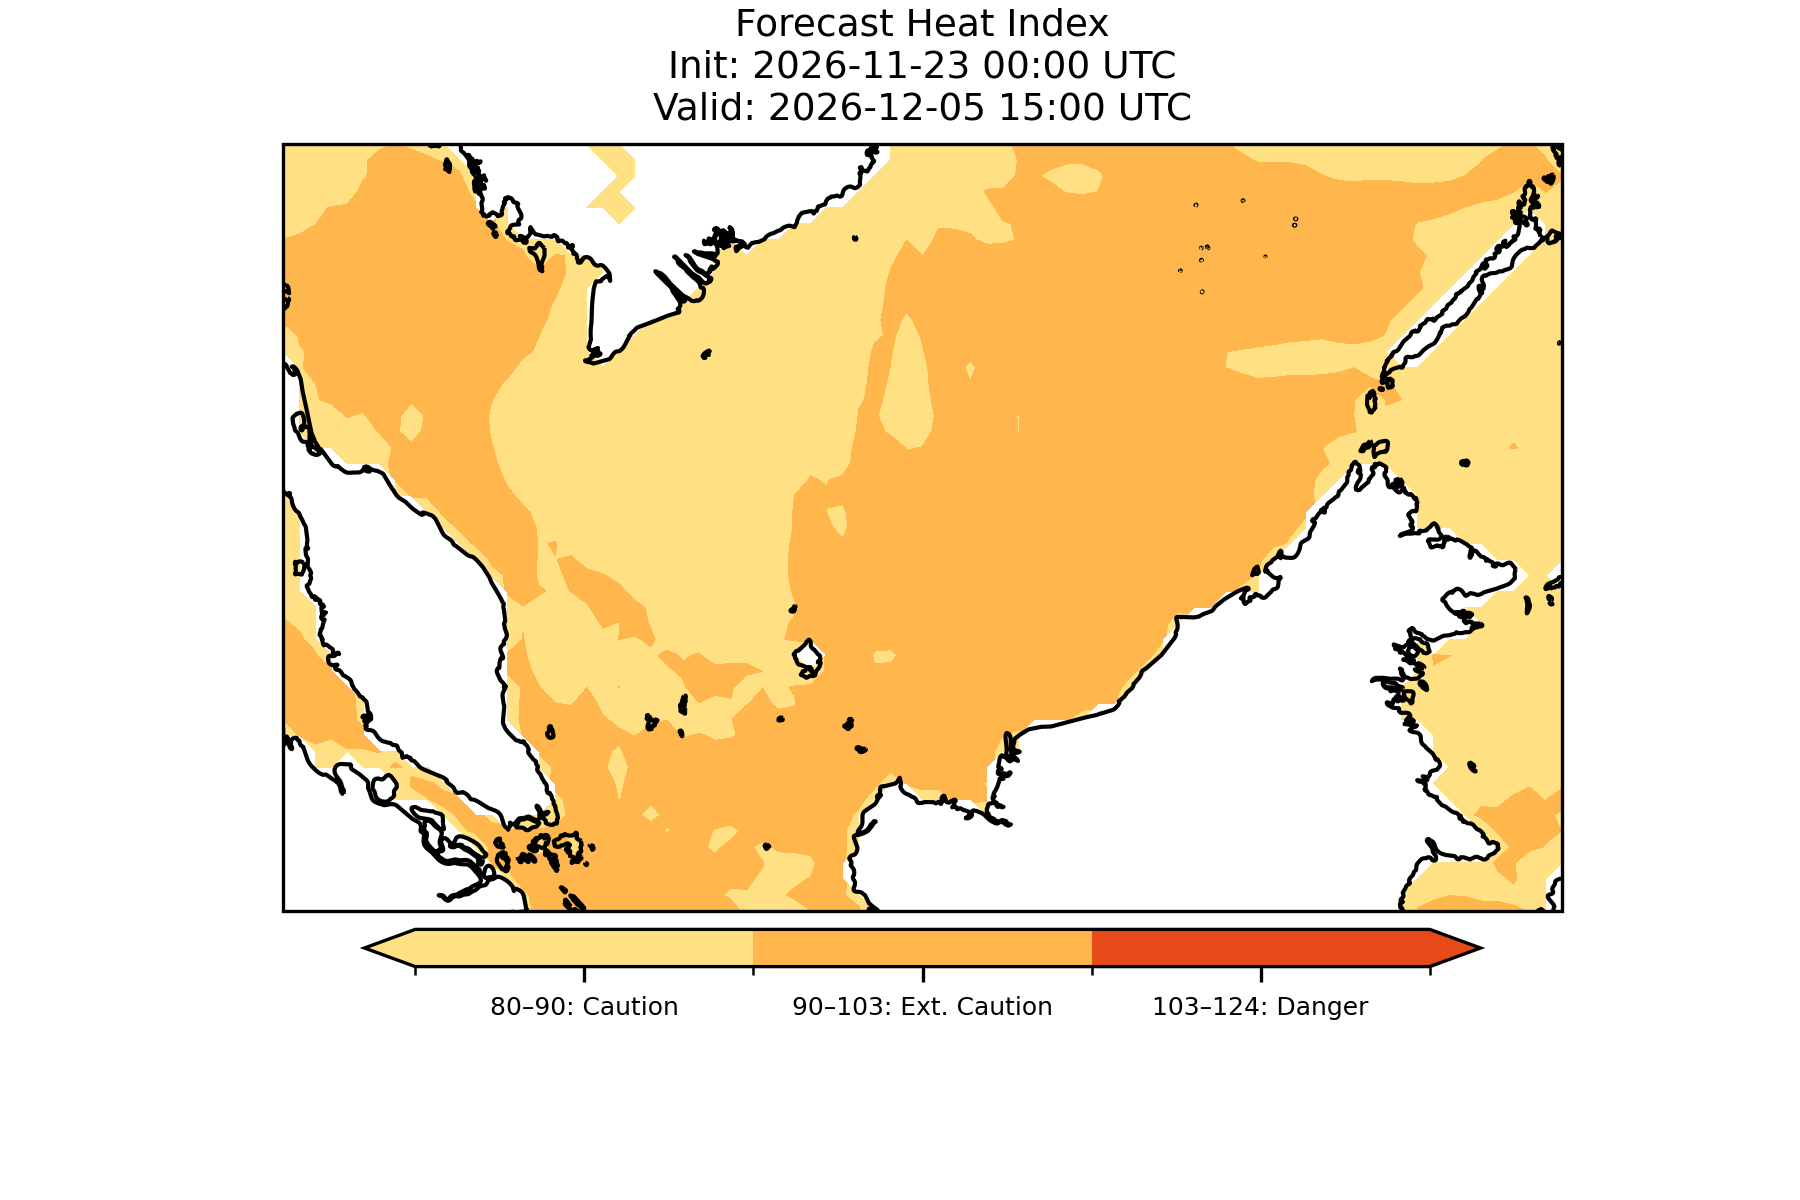 Forecast Heat Index
Init: 2026-11-23 00:00 UTC
Valid: 2026-12-05 15:00 UTC
80–90: Caution
90–103: Ext. Caution
103–124: Danger